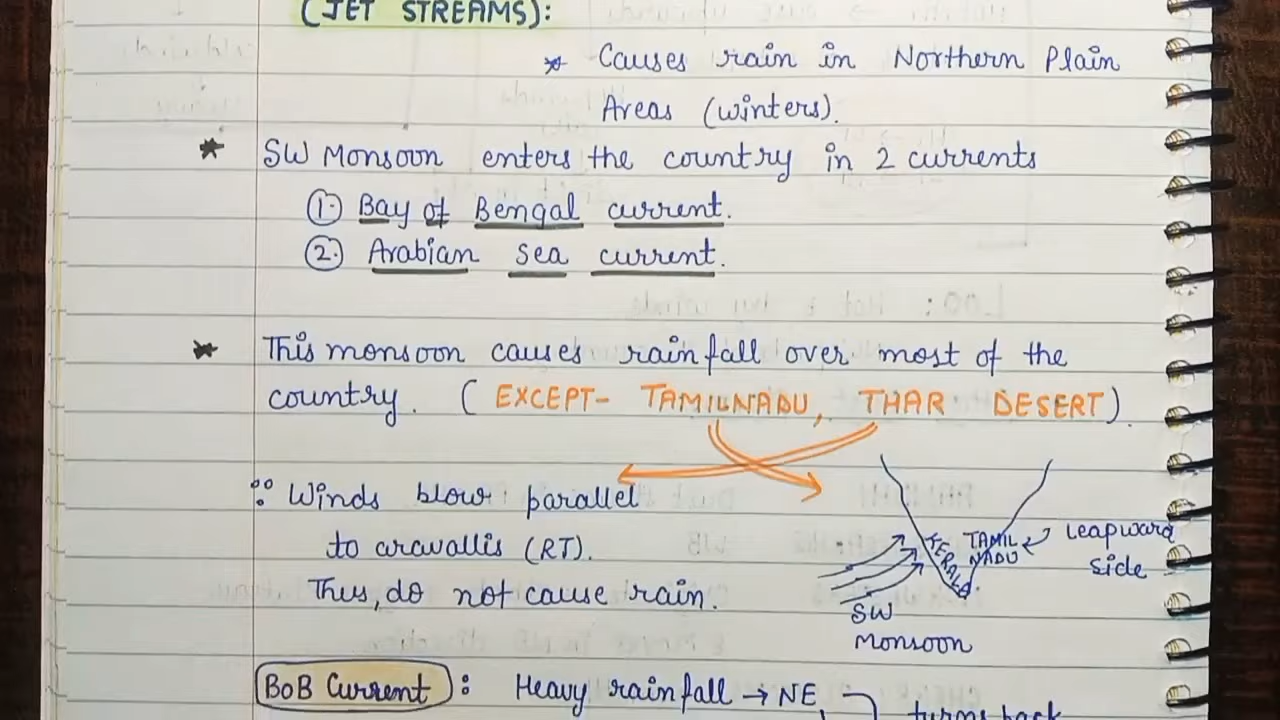 (JET STREAMS):
* Causes rain in Northern Plain
Areas (winters).
* SW Monsoon enters the country in 2 currents
1. Bay of Bengal current.
2. Arabian sea current.
* This monsoon causes rainfall over most of the
country. (EXCEPT- TAMILNADU, THAR DESERT).
∵ Winds blow parallel
to aravallis (RT).
Thus, do not cause rain.
KERALA
TAMIL
NADU
leapward
side
SW
Monsoon
BoB Current : Heavy rainfall → NE
turns back